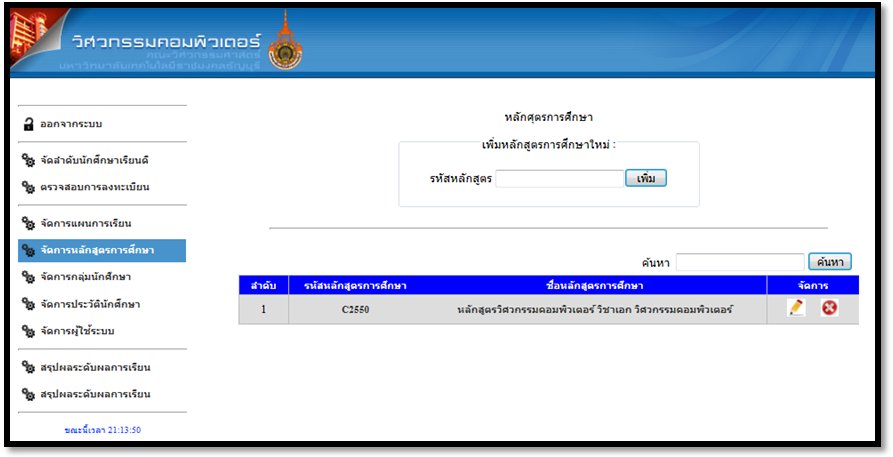 วิศวกรรมคอมพิวเตอร์
คณะวิศวกรรมศาสตร์
มหาวิทยาลัยเทคโนโลยีราชมงคลธัญบุรี
ออกจากระบบ
จัดลำดับนักศึกษาเรียนดี
ตรวจสอบการลงทะเบียน
จัดการแผนการเรียน
จัดการหลักสูตรการศึกษา
จัดการกลุ่มนักศึกษา
จัดการประวัตินักศึกษา
จัดการผู้ใช้ระบบ
สรุปผลระดับผลการเรียน
สรุปผลระดับผลการเรียน
ขณะนี้เวลา 21:13:50
หลักสุตรการศึกษา
เพิ่มหลักสูตรการศึกษาใหม่ :
รหัสหลักสูตร เพิ่ม
ค้นหา ค้นหา
ลำดับ รหัสหลักสูตรการศึกษา ชื่อหลักสูตรการศึกษา จัดการ
1 C2550 หลักสูตรวิศวกรรมคอมพิวเตอร์ วิชาเอก วิศวกรรมคอมพิวเตอร์